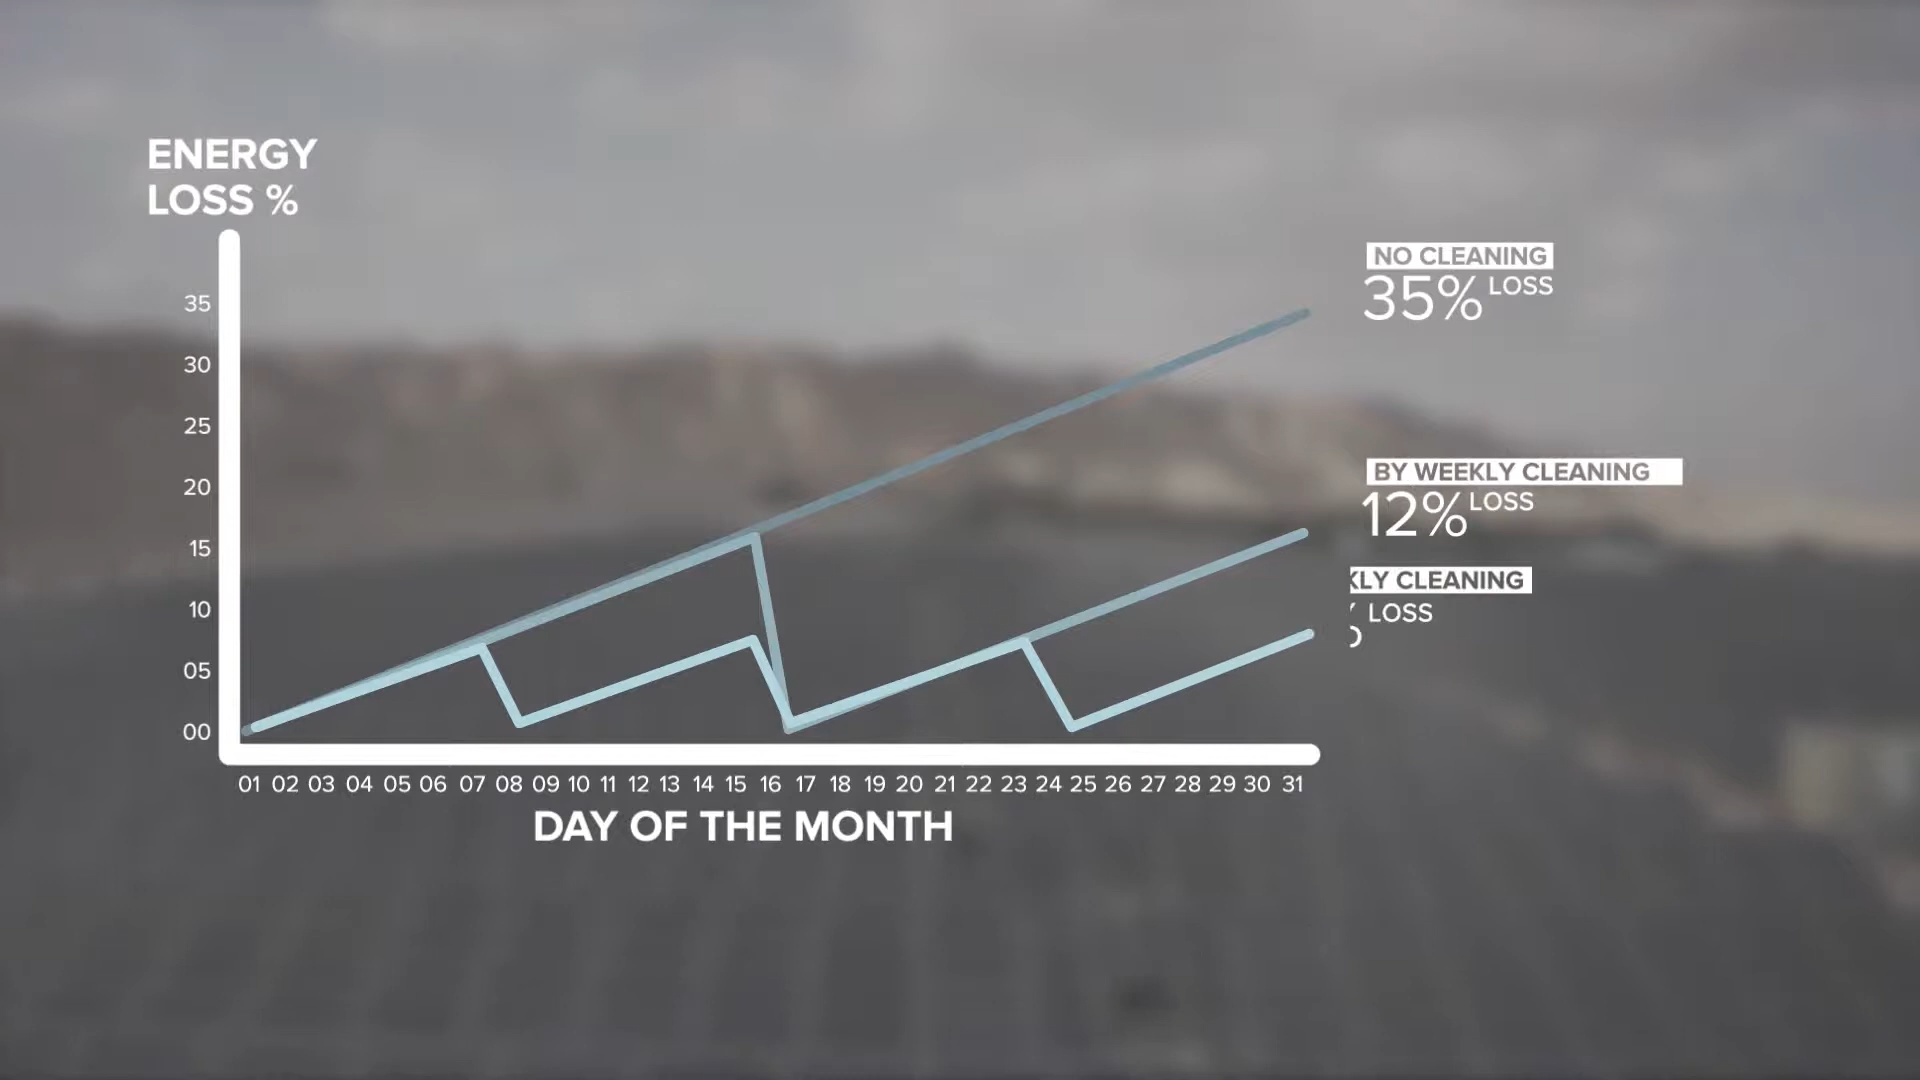 ENERGY
LOSS %
35
30
25
20
15
10
05
00
01 02 03 04 05 06 07 08 09 10 11 12 13 14 15 16 17 18 19 20 21 22 23 24 25 26 27 28 29 30 31
DAY OF THE MONTH
NO CLEANING
35% LOSS
BY WEEKLY CLEANING
12% LOSS
KLY CLEANING
LOSS